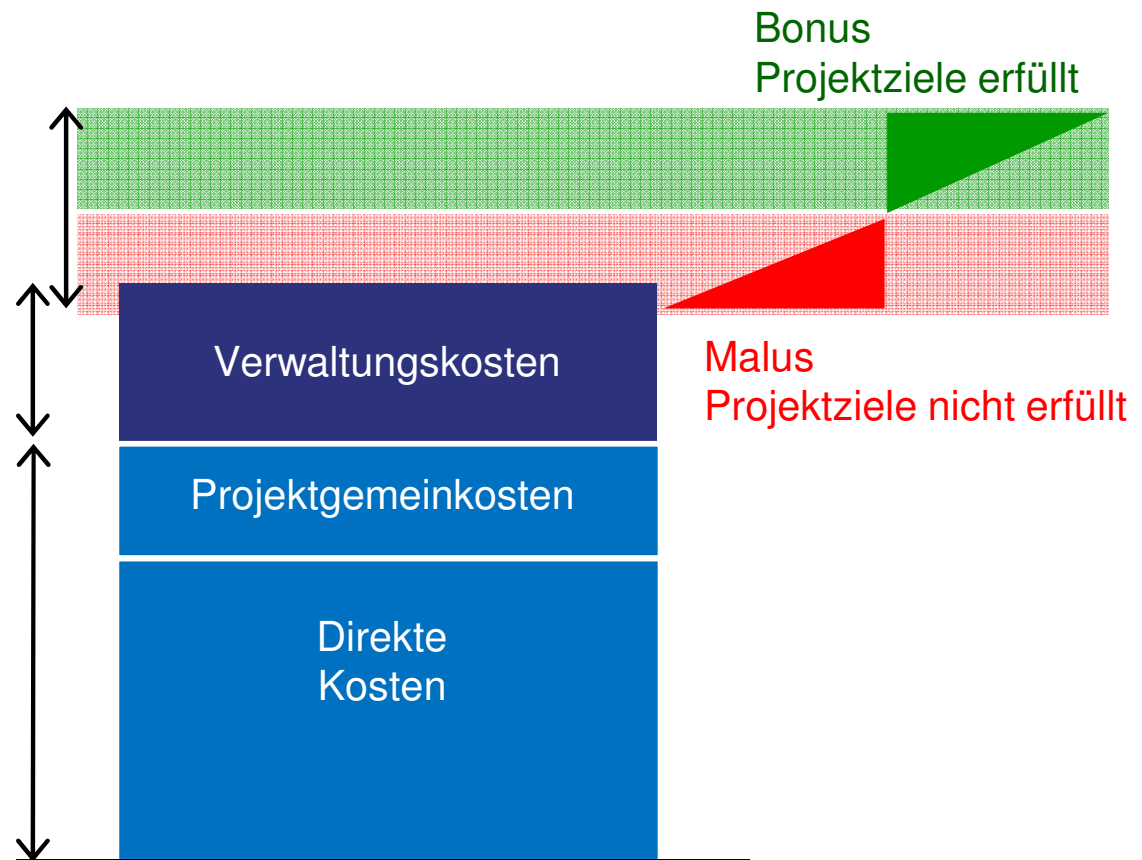 Bonus
Projektziele erfüllt
Verwaltungskosten
Malus
Projektziele nicht erfüllt
Projektgemeinkosten
Direkte
Kosten